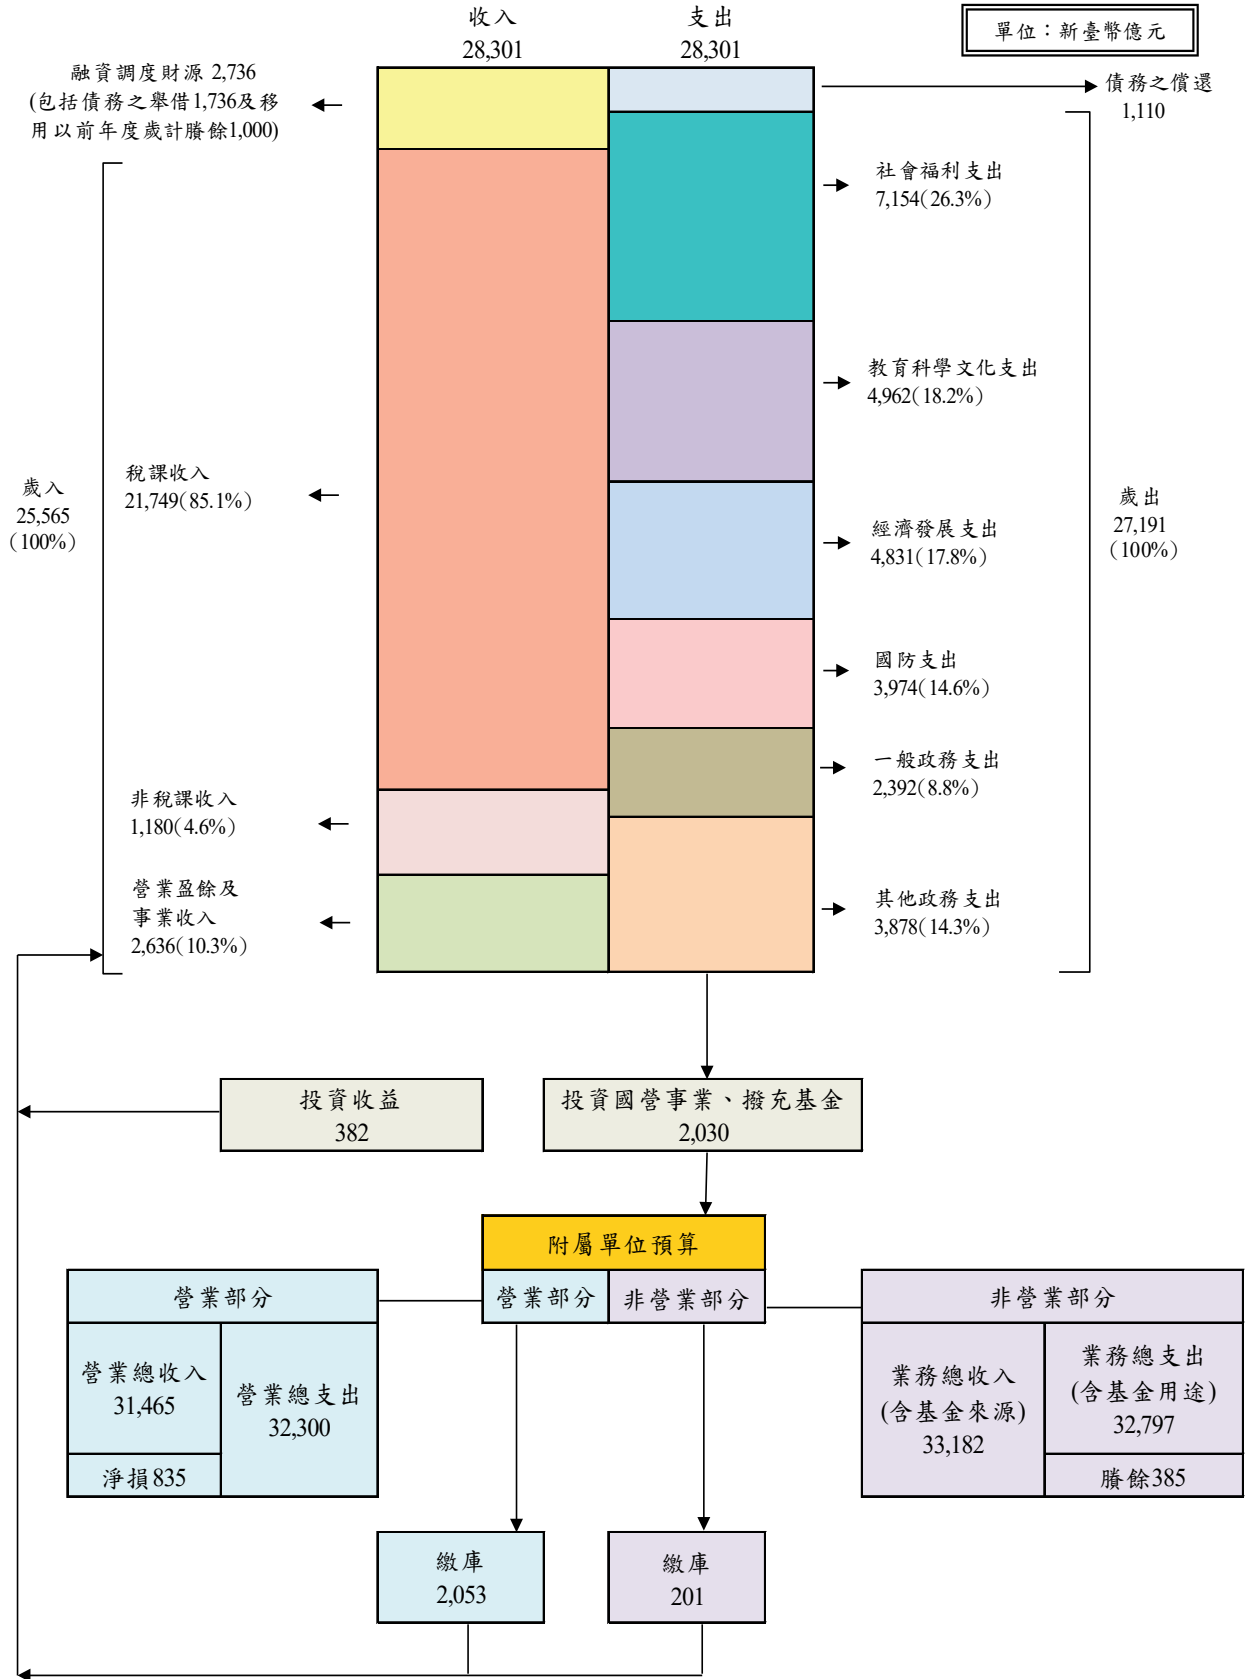 收入
28,301
支出
28,301
單位：新臺幣億元
融資調度財源 2,736
(包括債務之舉借1,736及移
用以前年度歲計賸餘1,000)
債務之償還
1,110
社會福利支出
7,154(26.3%)
教育科學文化支出
4,962(18.2%)
歲入
25,565
(100%)
稅課收入
21,749(85.1%)
經濟發展支出
4,831(17.8%)
歲出
27,191
(100%)
國防支出
3,974(14.6%)
一般政務支出
2,392(8.8%)
非稅課收入
1,180(4.6%)
營業盈餘及
事業收入
2,636(10.3%)
其他政務支出
3,878(14.3%)
投資收益
382
投資國營事業、撥充基金
2,030
附屬單位預算
營業部分
非營業部分
營業部分
營業總收入
31,465
淨損835
營業總支出
32,300
非營業部分
業務總收入
(含基金來源)
33,182
業務總支出
(含基金用途)
32,797
賸餘385
繳庫
2,053
繳庫
201